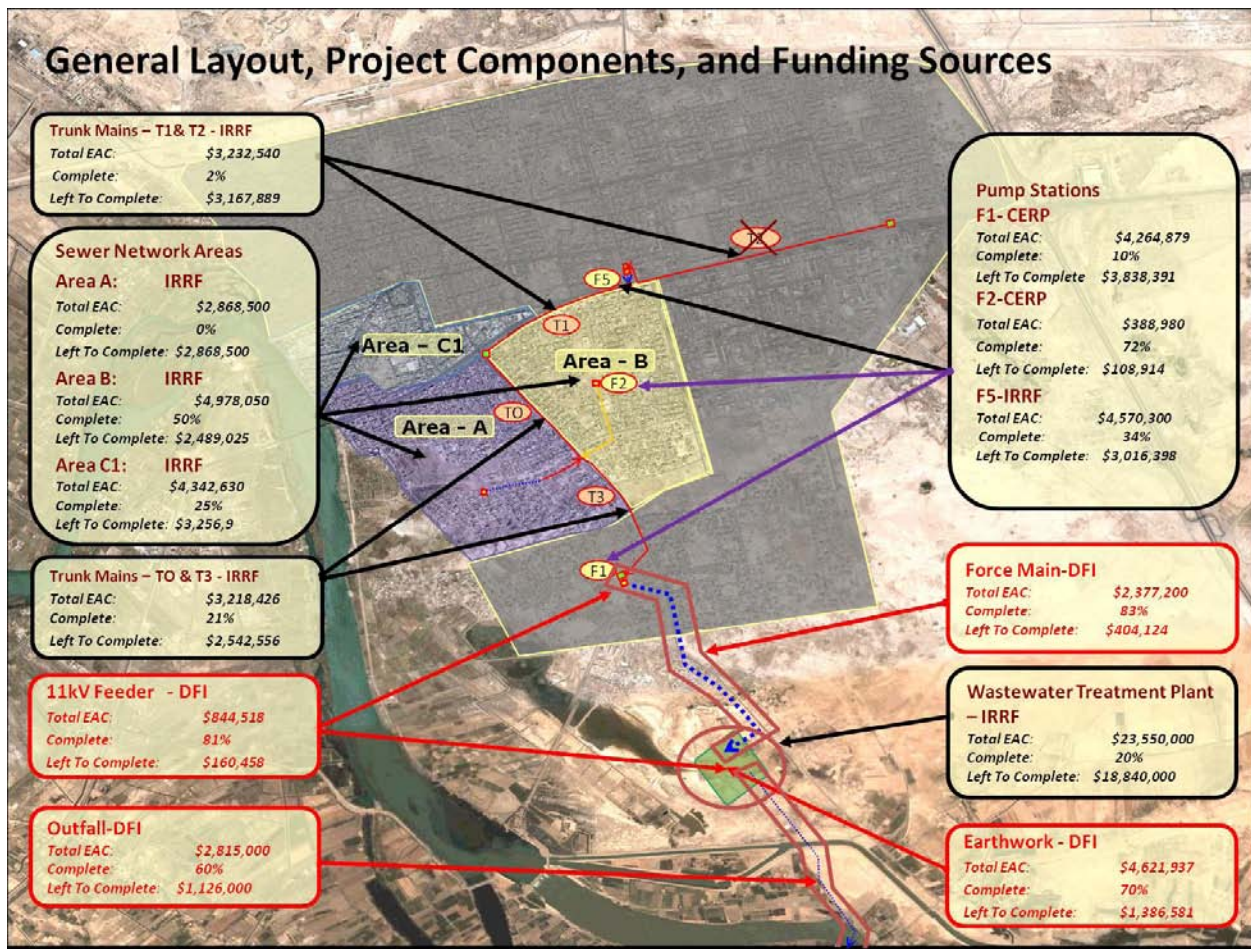 General Layout, Project Components, and Funding Sources
Trunk Mains – T1& T2 - IRRF
Total EAC: $3,232,540
Complete: 2%
Left To Complete: $3,167,889
Sewer Network Areas
Area A: IRRF
Total EAC: $2,868,500
Complete: 0%
Left To Complete: $2,868,500
Area B: IRRF
Total EAC: $4,978,050
Complete: 50%
Left To Complete: $2,489,025
Area C1: IRRF
Total EAC: $4,342,630
Complete: 25%
Left To Complete: $3,256,9
Trunk Mains – TO & T3 - IRRF
Total EAC: $3,218,426
Complete: 21%
Left To Complete: $2,542,556
11kV Feeder - DFI
Total EAC: $844,518
Complete: 81%
Left To Complete: $160,458
Outfall-DFI
Total EAC: $2,815,000
Complete: 60%
Left To Complete: $1,126,000
T2
F5
T1
Area – C1
Area – B
F2
TO
Area – A
T3
F1
Pump Stations
F1- CERP
Total EAC: $4,264,879
Complete: 10%
Left To Complete $3,838,391
F2-CERP
Total EAC: $388,980
Complete: 72%
Left To Complete: $108,914
F5-IRRF
Total EAC: $4,570,300
Complete: 34%
Left To Complete: $3,016,398
Force Main-DFI
Total EAC: $2,377,200
Complete: 83%
Left To Complete: $404,124
Wastewater Treatment Plant
– IRRF
Total EAC: $23,550,000
Complete: 20%
Left To Complete: $18,840,000
Earthwork - DFI
Total EAC: $4,621,937
Complete: 70%
Left To Complete: $1,386,581